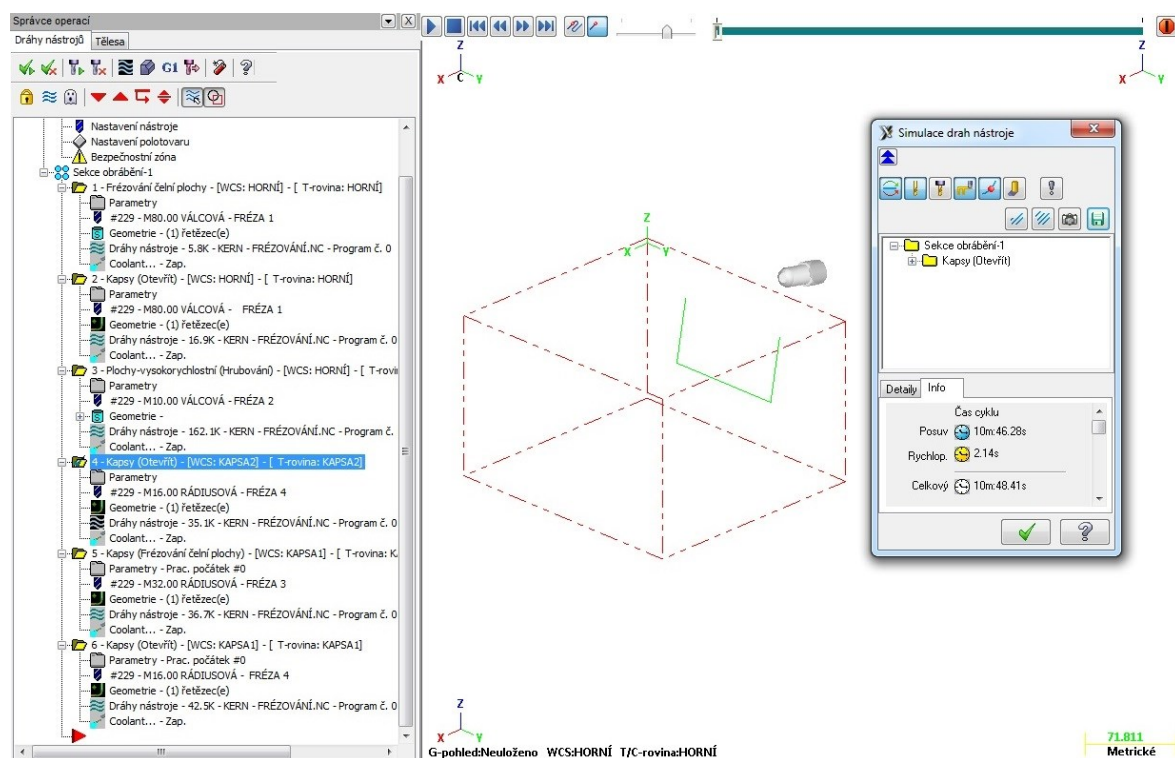 Správce operací
Dráhy nástrojů Tělesa
G1
Nastavení nástroje
Nastavení polotovaru
Bezpečnostní zóna
Sekce obrábění-1
1 - Frézování čelní plochy - [WCS: HORNÍ] - [ T-rovina: HORNÍ]
Parametry
#229 - M80.00 VÁLCOVÁ - FRÉZA 1
Geometrie - (1) řetězec(e)
Dráhy nástroje - 5.8K - KERN - FRÉZOVÁNÍ.NC - Program č. 0
Coolant... - Zap.
2 - Kapsy (Otevřít) - [WCS: HORNÍ] - [ T-rovina: HORNÍ]
Parametry
#229 - M80.00 VÁLCOVÁ - FRÉZA 1
Geometrie - (1) řetězec(e)
Dráhy nástroje - 16.9K - KERN - FRÉZOVÁNÍ.NC - Program č. 0
Coolant... - Zap.
3 - Plochy-vysokorychlostní (Hrubování) - [WCS: HORNÍ] - [ T-rovi
Parametry
#229 - M10.00 VÁLCOVÁ - FRÉZA 2
Geometrie -
Dráhy nástroje - 162.1K - KERN - FRÉZOVÁNÍ.NC - Program č.
Coolant... - Zap.
4 - Kapsy (Otevřít) - [WCS: KAPSA2] - [ T-rovina: KAPSA2]
Parametry
#229 - M16.00 RÁDIUSOVÁ - FRÉZA 4
Geometrie - (1) řetězec(e)
Dráhy nástroje - 35.1K - KERN - FRÉZOVÁNÍ.NC - Program č. 0
Coolant... - Zap.
5 - Kapsy (Frézování čelní plochy) - [WCS: KAPSA1] - [ T-rovina: K
Parametry - Prac. počátek #0
#229 - M32.00 RÁDIUSOVÁ - FRÉZA 3
Geometrie - (1) řetězec(e)
Dráhy nástroje - 36.7K - KERN - FRÉZOVÁNÍ.NC - Program č. 0
Coolant... - Zap.
6 - Kapsy (Otevřít) - [WCS: KAPSA1] - [ T-rovina: KAPSA1]
Parametry - Prac. počátek #0
#229 - M16.00 RÁDIUSOVÁ - FRÉZA 4
Geometrie - (1) řetězec(e)
Dráhy nástroje - 42.5K - KERN - FRÉZOVÁNÍ.NC - Program č. 0
Coolant... - Zap.
Z
X C Y
Z
X Y
Z
X Y
Simulace drah nástroje
Sekce obrábění-1
Kapsy (Otevřít)
Detaily Info
Čas cyklu
Posuv 10m:46.28s
Rychlop. 2.14s
Celkový 10m:48.41s
Z
X Y
G-pohled:Neuloženo WCS:HORNÍ T/C-rovina:HORNÍ
71.811
Metrické